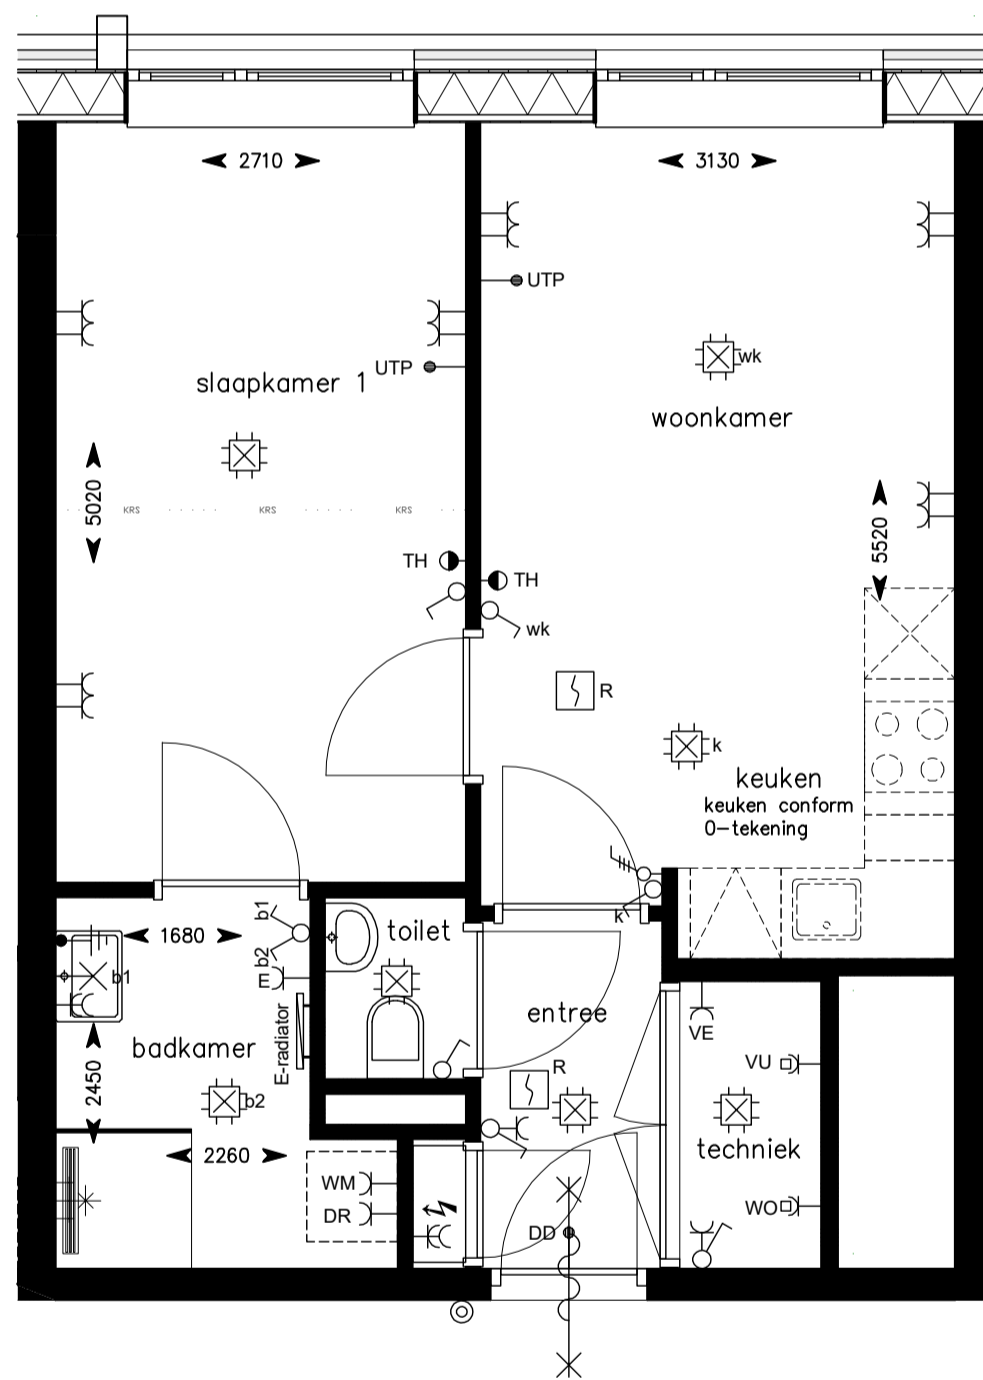 2710
3130
UTP
wk
UTP
slaapkamer 1
woonkamer
5020
KRS
KRS
KRS
5520
TH
TH
wk
R
k
keuken
keuken conform
0-tekening
b1
k
1680
toilet
b2
b1
E
entree
E-radiator
VE
badkamer
R
VU
2450
b2
techniek
2260
WM
DR
WO
DD